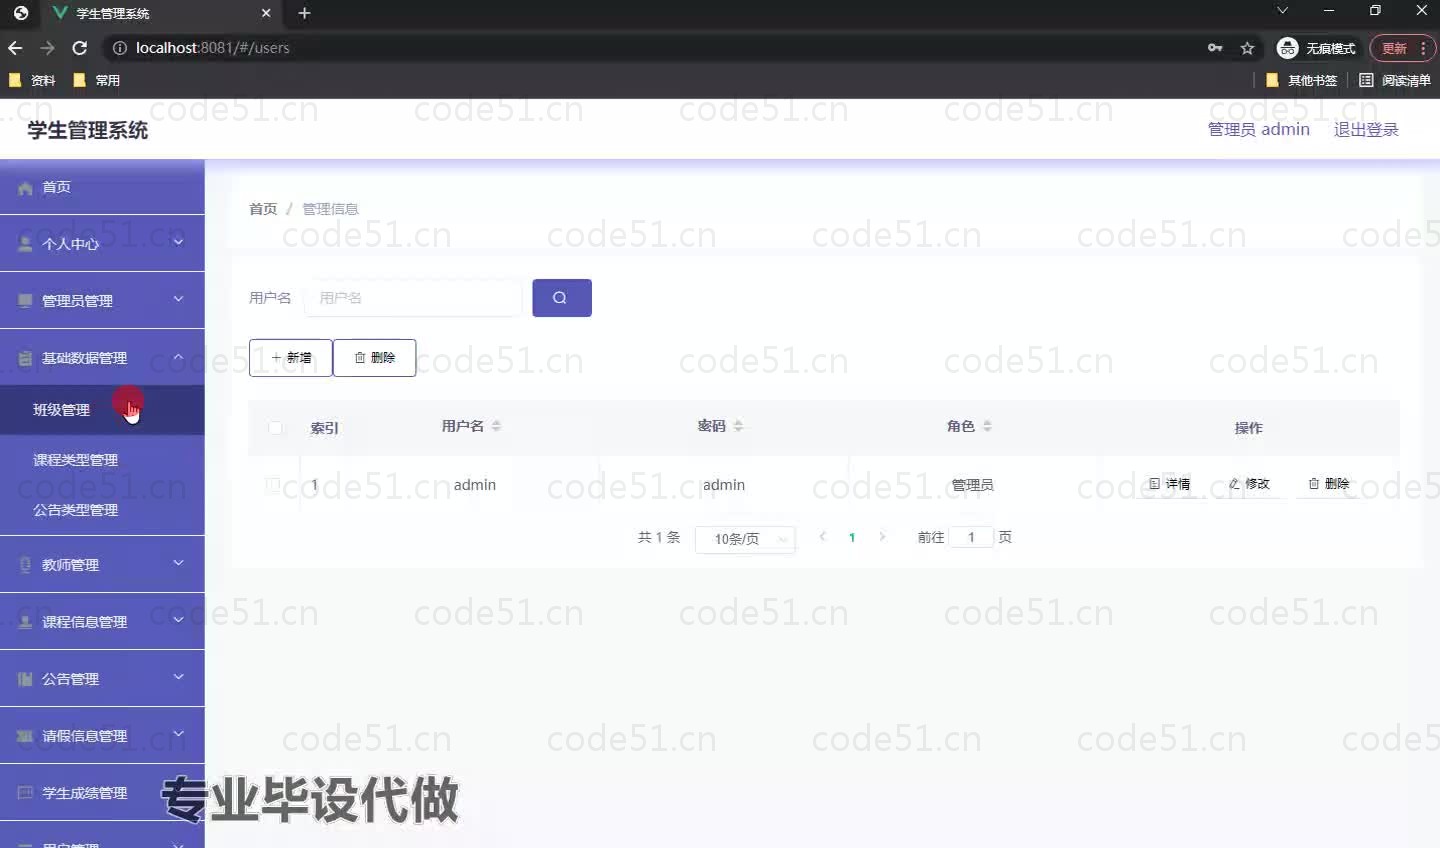 学生管理系统
localhost:8081/#/users
无痕模式
更新
资料
常用
其他书签
阅读清单
学生管理系统
管理员 admin
退出登录
首页
个人中心
管理员管理
基础数据管理
班级管理
课程类型管理
公告类型管理
教师管理
课程信息管理
公告管理
请假信息管理
学生成绩管理
用户管理
首页 / 管理信息
用户名
用户名
新增
删除
索引 用户名 密码 角色 操作
1 admin admin 管理员 详情 修改 删除
共 1 条 10条/页 1 前往 1 页
专业毕设代做
code51.cn